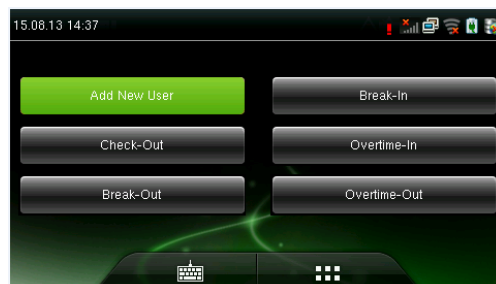 15.08.13 14:37
Add New User
Break-In
Check-Out
Overtime-In
Break-Out
Overtime-Out